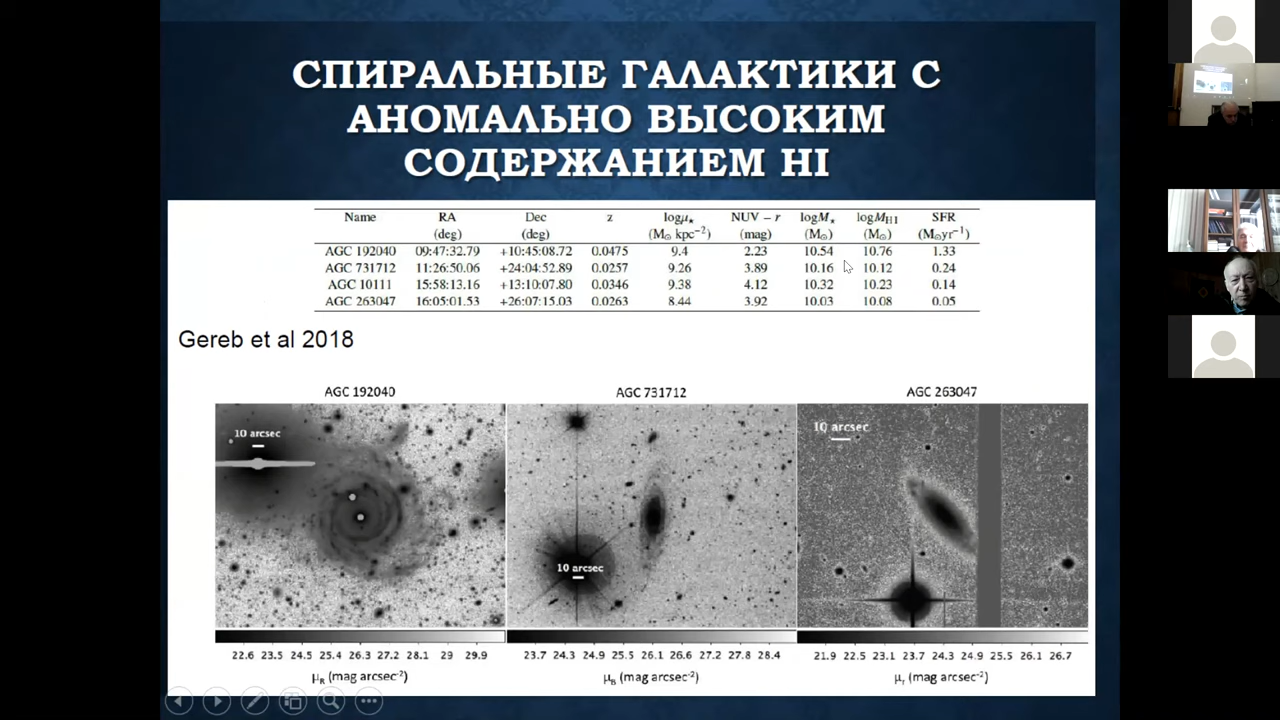 СПИРАЛЬНЫЕ ГАЛАКТИКИ С
АНОМАЛЬНО ВЫСОКИМ
СОДЕРЖАНИЕМ HI
Name RA Dec z logμ⋆ NUV − r logM⋆ logMHI SFR
(deg) (deg) (M⊙ kpc−2) (mag) (M⊙) (M⊙) (M⊙yr−1)
AGC 192040 09:47:32.79 +10:45:08.72 0.0475 9.4 2.23 10.54 10.76 1.33
AGC 731712 11:26:50.06 +24:04:52.89 0.0257 9.26 3.89 10.16 10.12 0.24
AGC 10111 15:58:13.16 +13:10:07.80 0.0346 9.38 4.12 10.32 10.23 0.14
AGC 263047 16:05:01.53 +26:07:15.03 0.0263 8.44 3.92 10.03 10.08 0.05
Gereb et al 2018
AGC 192040 AGC 731712 AGC 263047
10 arcsec
10 arcsec
10 arcsec
22.6 23.5 24.5 25.4 26.3 27.2 28.1 29 29.9
μR (mag arcsec-2)
23.7 24.3 24.9 25.5 26.1 26.6 27.2 27.8 28.4
μB (mag arcsec-2)
21.9 22.5 23.1 23.7 24.3 24.9 25.5 26.1 26.7
μr (mag arcsec-2)